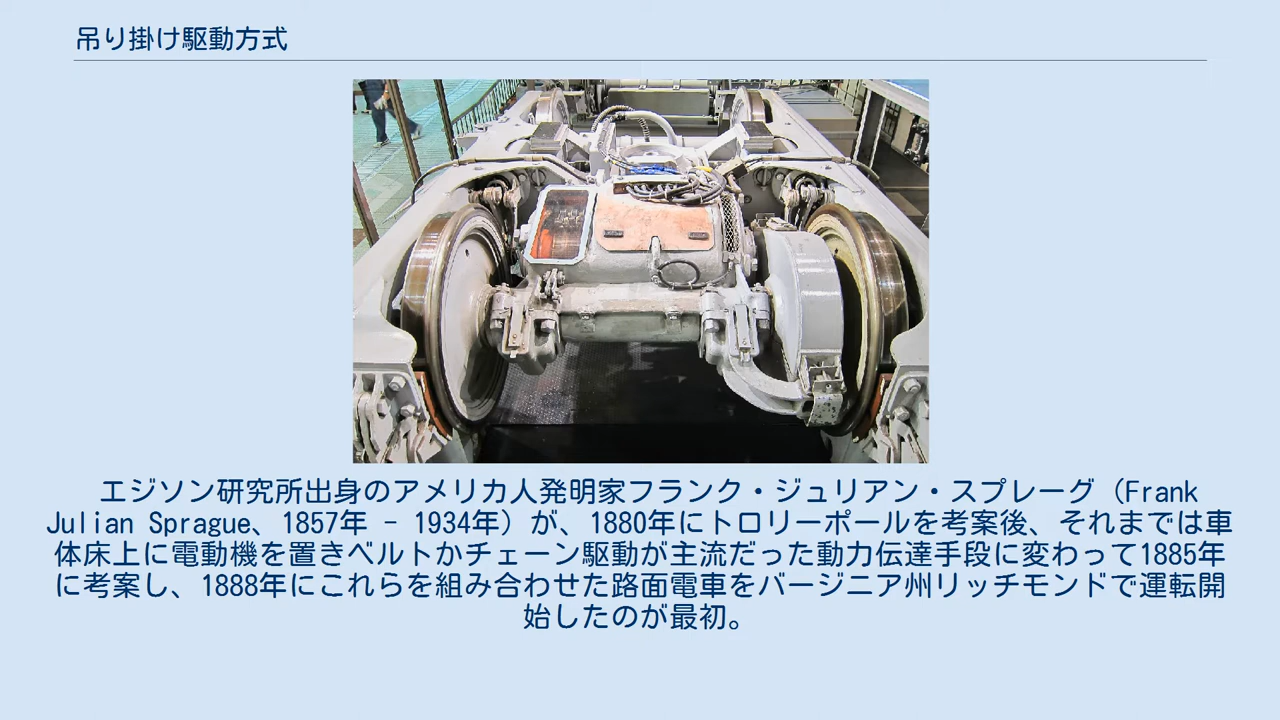 吊り掛け駆動方式
エジソン研究所出身のアメリカ人発明家フランク・ジュリアン・スプレーグ（Frank
Julian Sprague、1857年 - 1934年）が、1880年にトロリーポールを考案後、それまでは車
体床上に電動機を置きベルトかチェーン駆動が主流だった動力伝達手段に変わって1885年
に考案し、1888年にこれらを組み合わせた路面電車をバージニア州リッチモンドで運転開
始したのが最初。